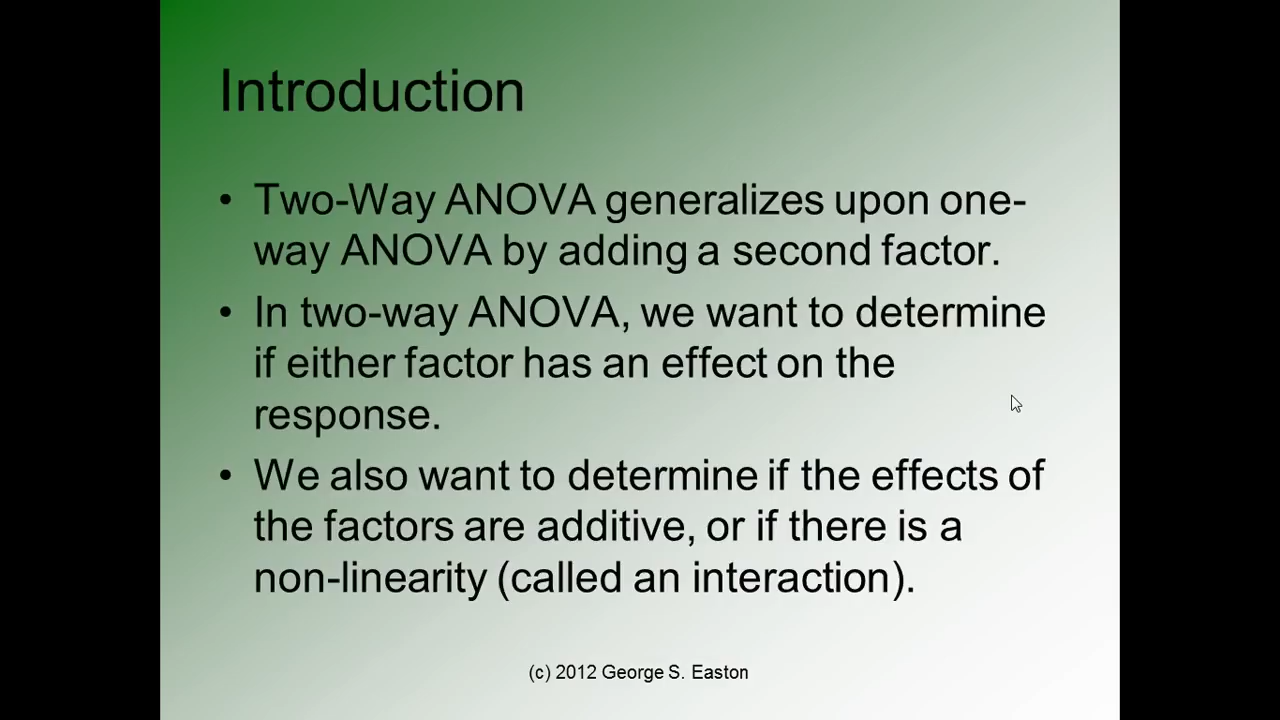 Introduction
• Two-Way ANOVA generalizes upon one-
way ANOVA by adding a second factor.
• In two-way ANOVA, we want to determine
if either factor has an effect on the
response.
• We also want to determine if the effects of
the factors are additive, or if there is a
non-linearity (called an interaction).
(c) 2012 George S. Easton